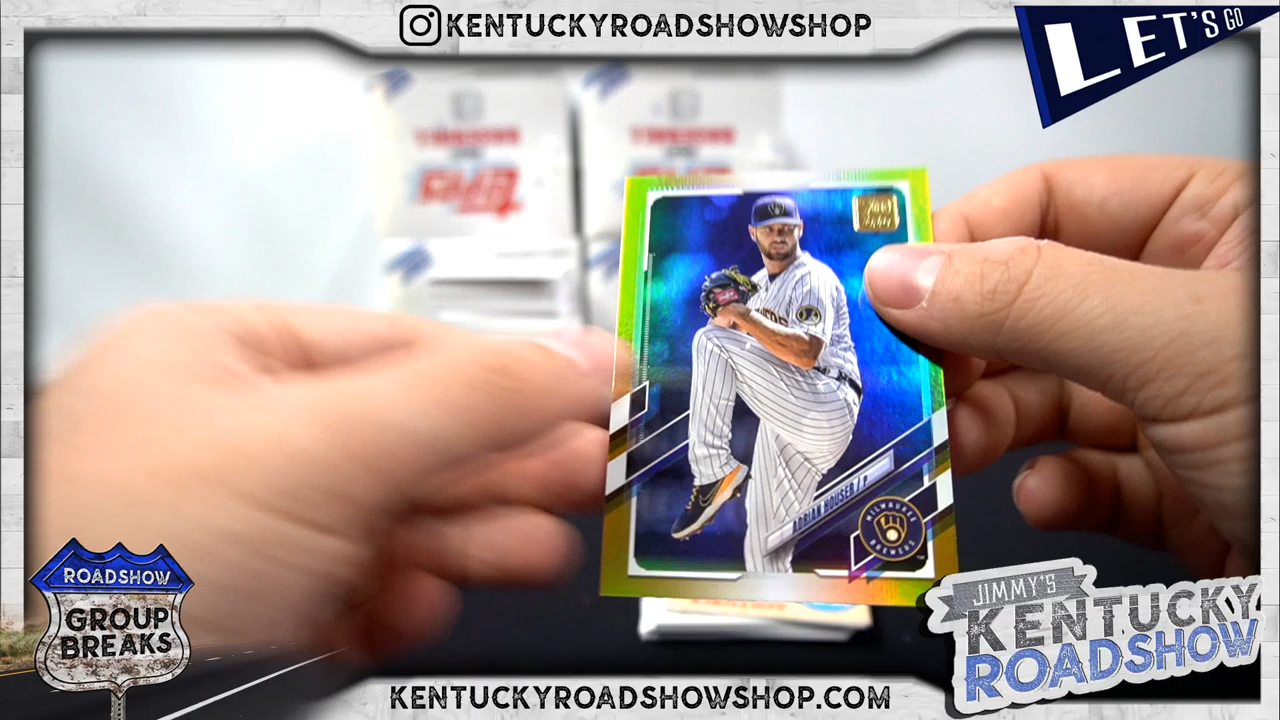 KENTUCKYROADSHOWSHOP
LET'S GO
ADRIAN HOUSER / P
MILWAUKEE
BREWERS
ROADSHOW
GROUP
BREAKS
JIMMY'S
KENTUCKY
ROADSHOW
KENTUCKYROADSHOWSHOP.COM